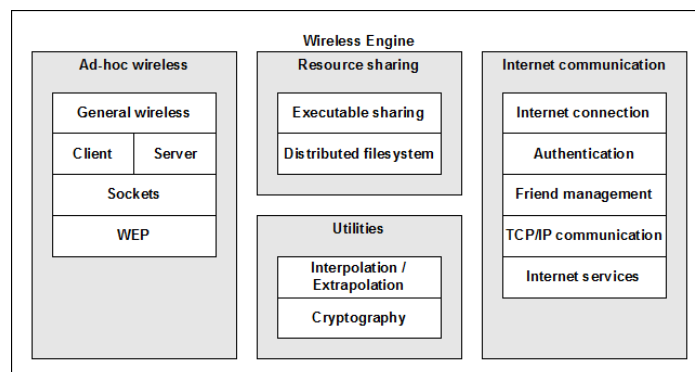 Wireless Engine
Ad-hoc wireless
General wireless
Client
Server
Sockets
WEP
Resource sharing
Executable sharing
Distributed filesystem
Utilities
Interpolation /
Extrapolation
Cryptography
Internet communication
Internet connection
Authentication
Friend management
TCP/IP communication
Internet services